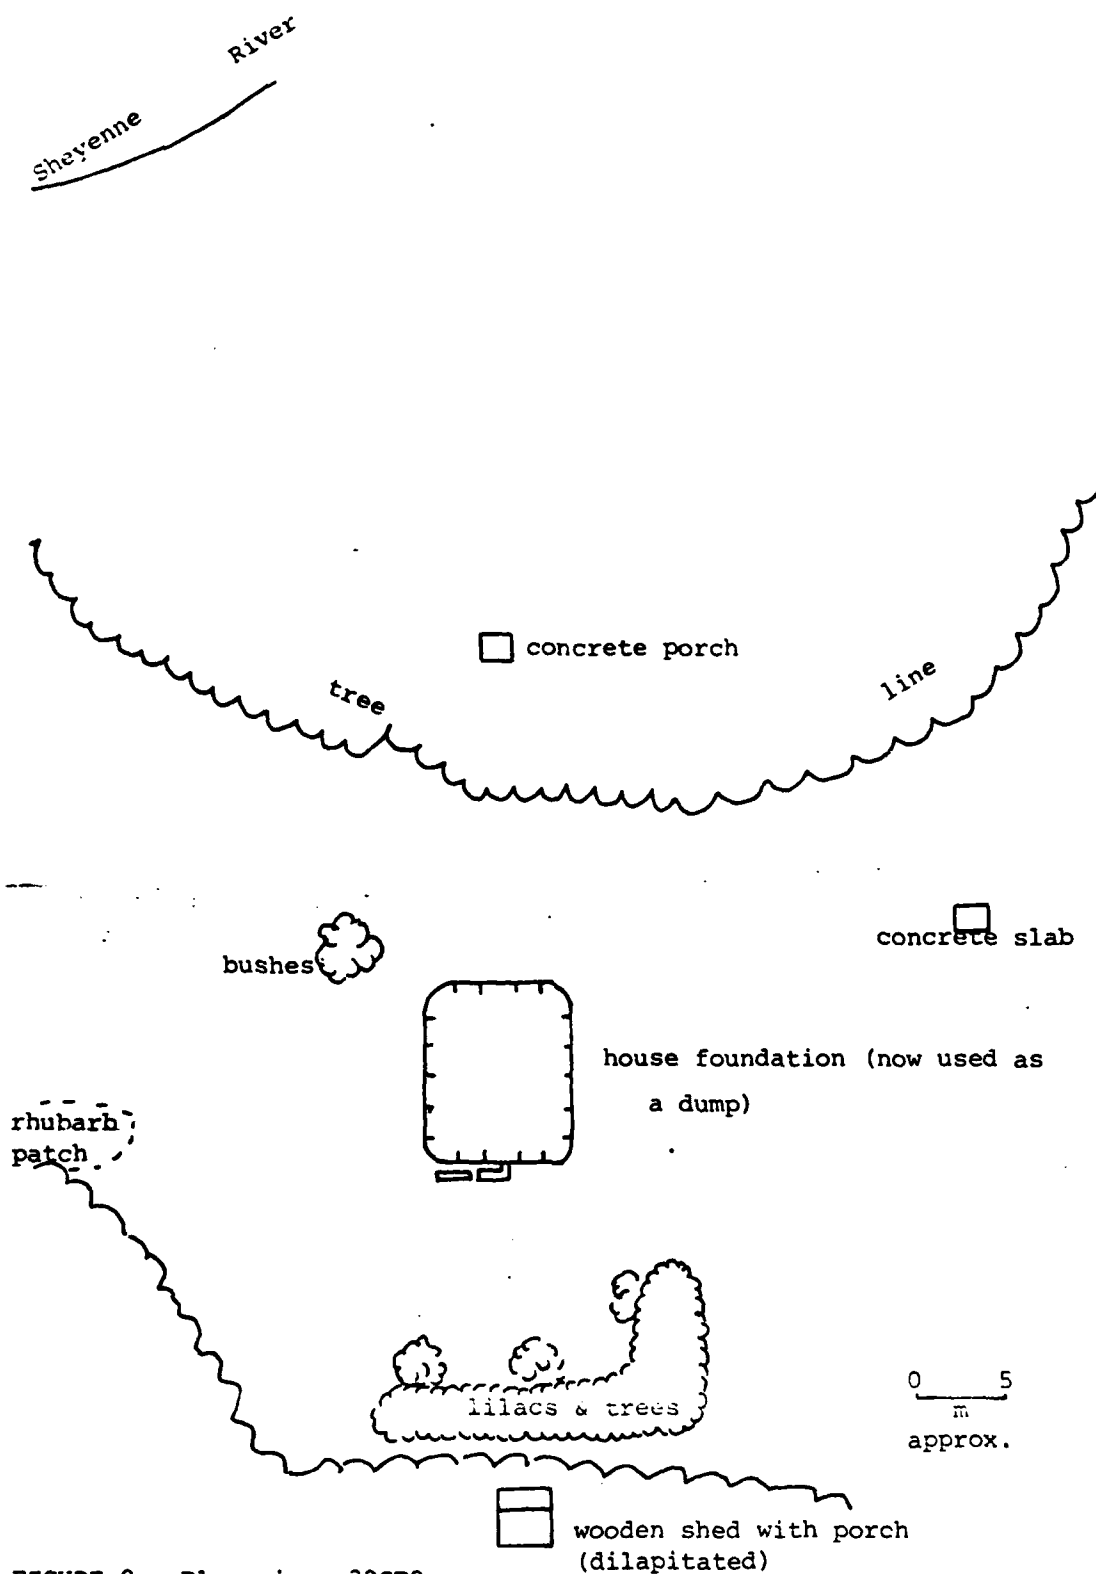 River
Sheyenne
concrete porch
tree
line
concrete slab
bushes
house foundation (now used as
a dump)
rhubarb
patch
lilacs & trees
0 5
m
approx.
wooden shed with porch
(dilapitated)